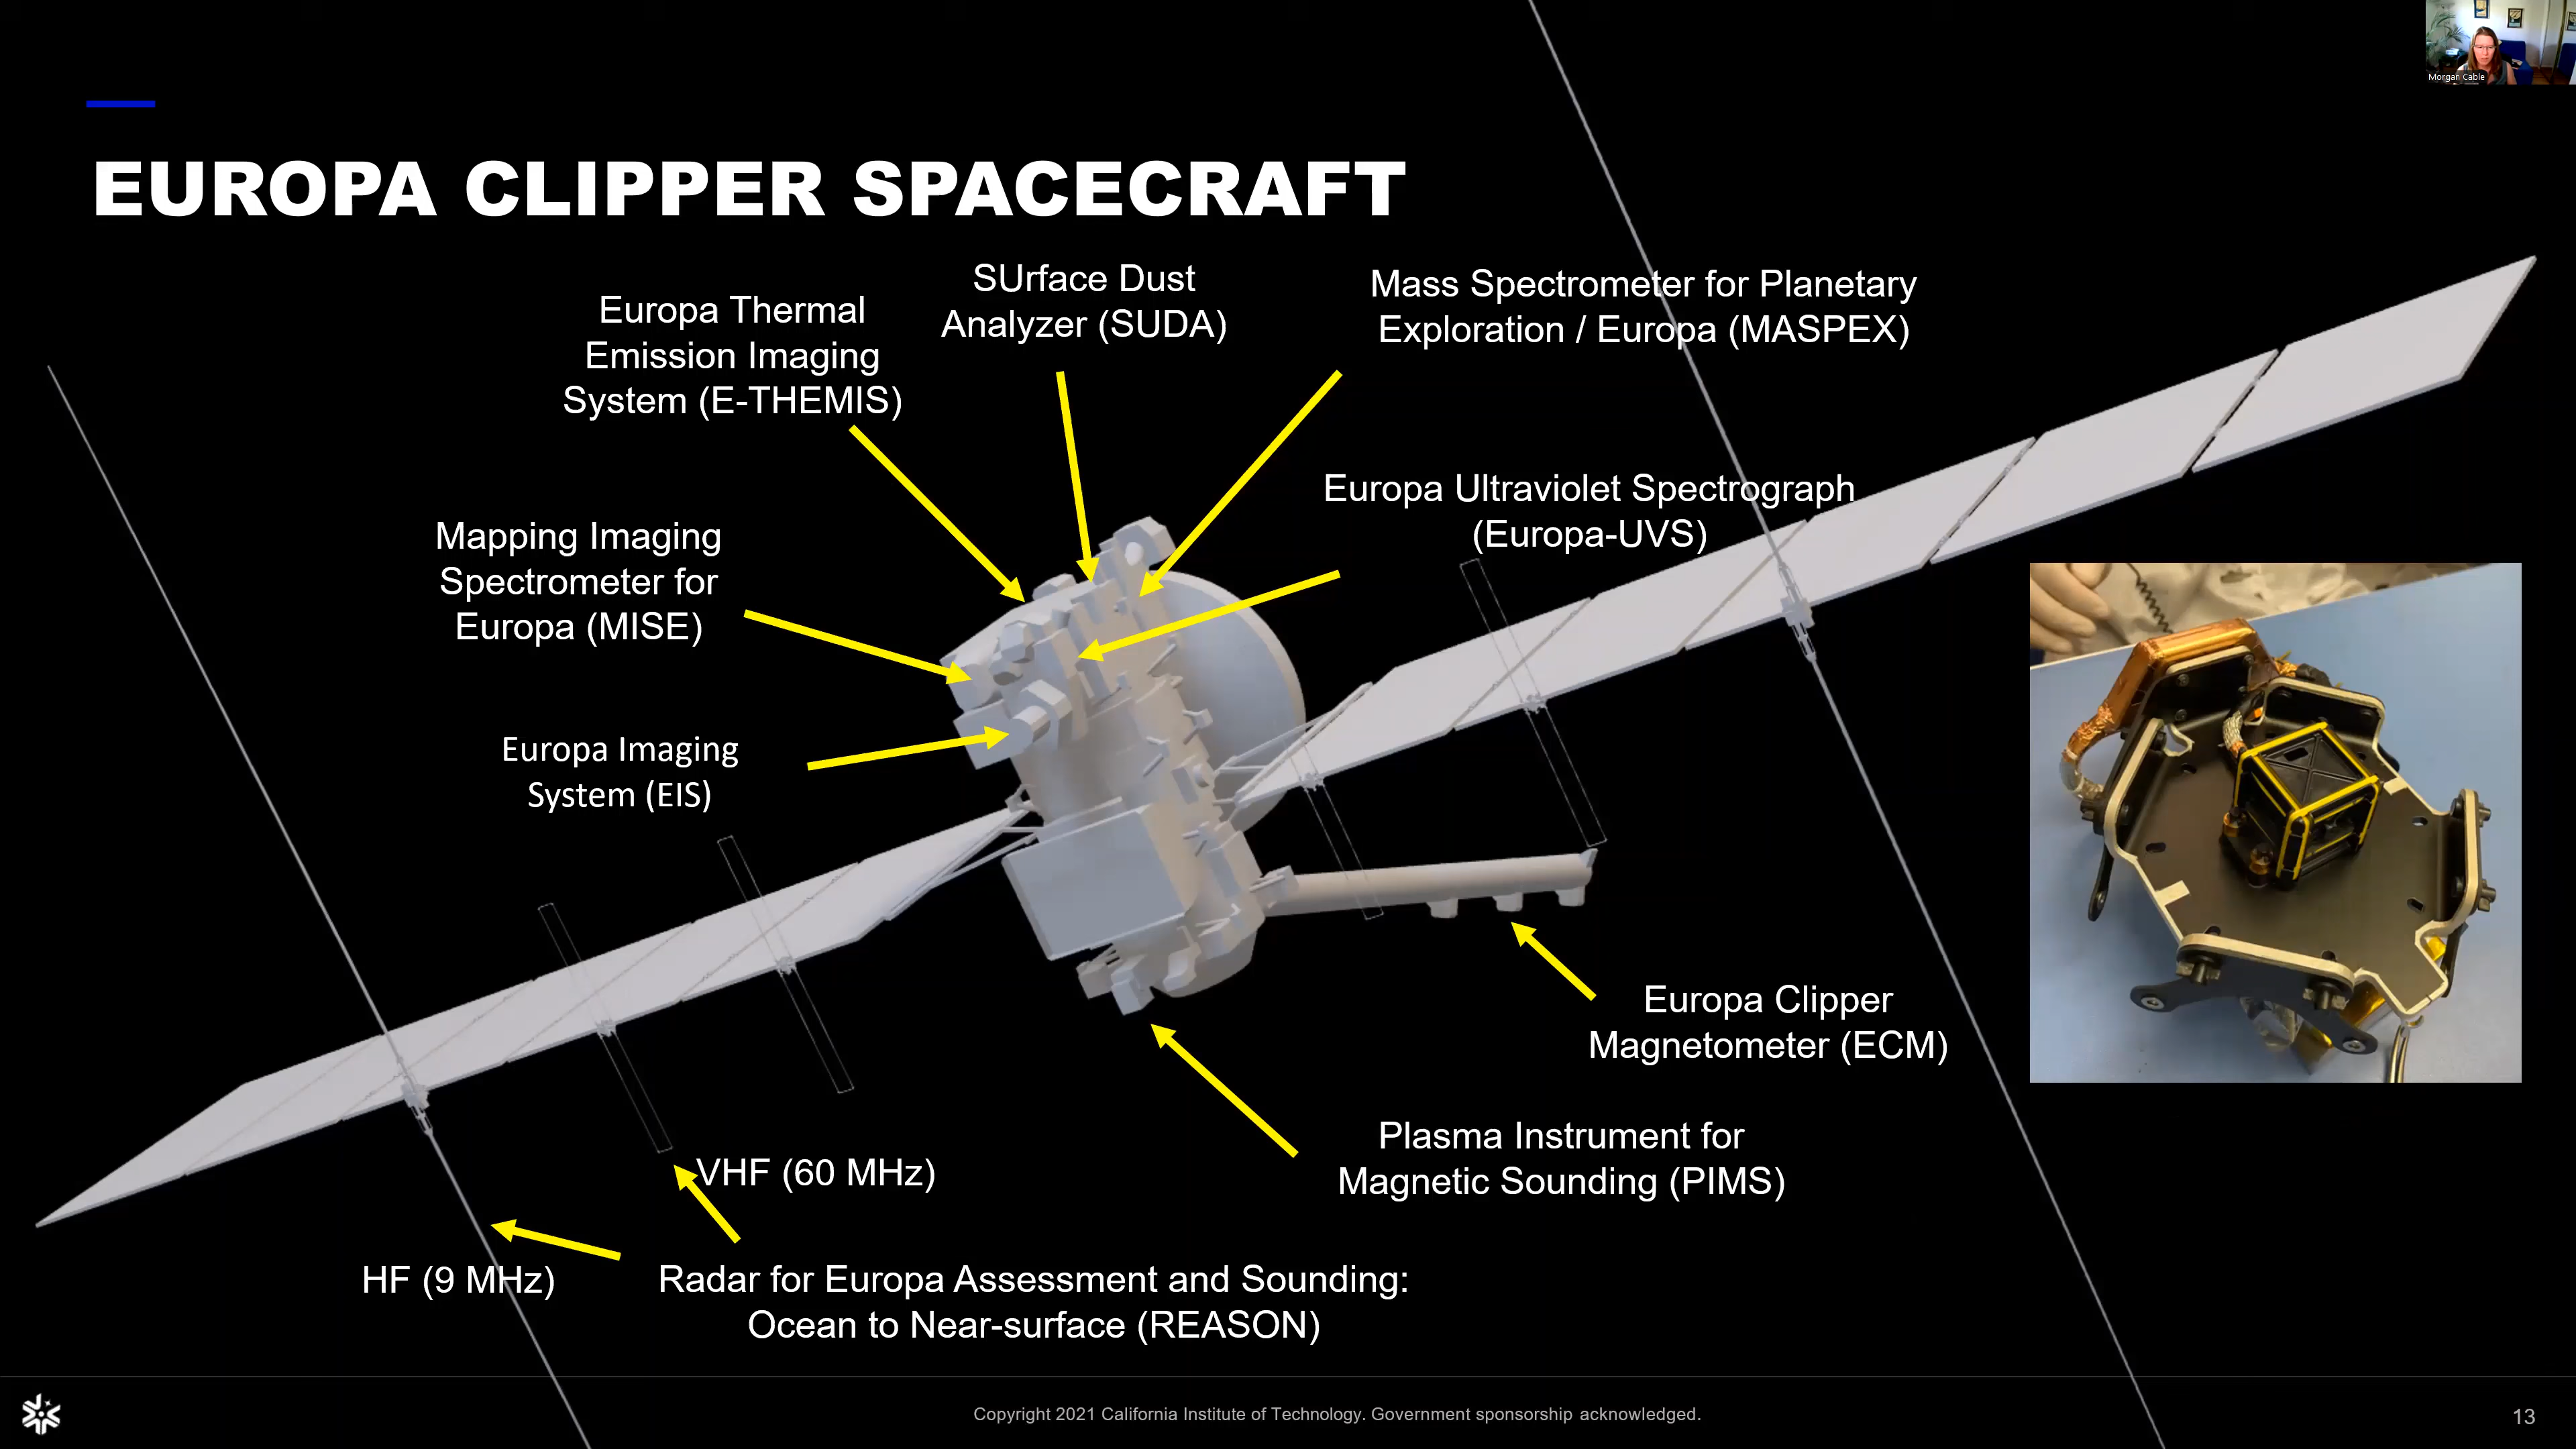 Morgan Cable
EUROPA CLIPPER SPACECRAFT
Europa Thermal
Emission Imaging
System (E-THEMIS)
SUrface Dust
Analyzer (SUDA)
Mass Spectrometer for Planetary
Exploration / Europa (MASPEX)
Mapping Imaging
Spectrometer for
Europa (MISE)
Europa Ultraviolet Spectrograph
(Europa-UVS)
Europa Imaging
System (EIS)
Europa Clipper
Magnetometer (ECM)
Plasma Instrument for
Magnetic Sounding (PIMS)
VHF (60 MHz)
HF (9 MHz)
Radar for Europa Assessment and Sounding:
Ocean to Near-surface (REASON)
Copyright 2021 California Institute of Technology. Government sponsorship acknowledged.
13